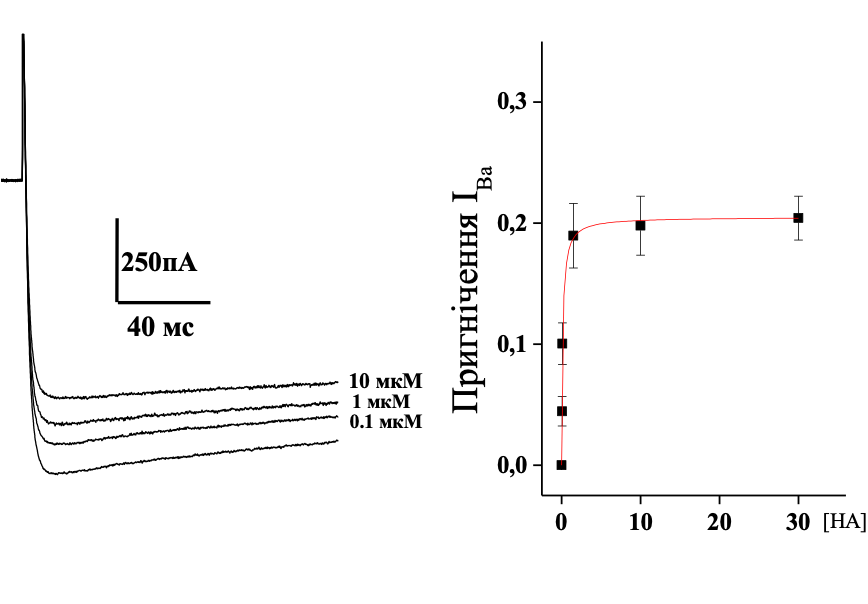 250пА
40 мс
10 мкМ
1 мкМ
0.1 мкМ
Пригнічення I Ba
0,3
0,2
0,1
0,0
0 10 20 30 [НА]